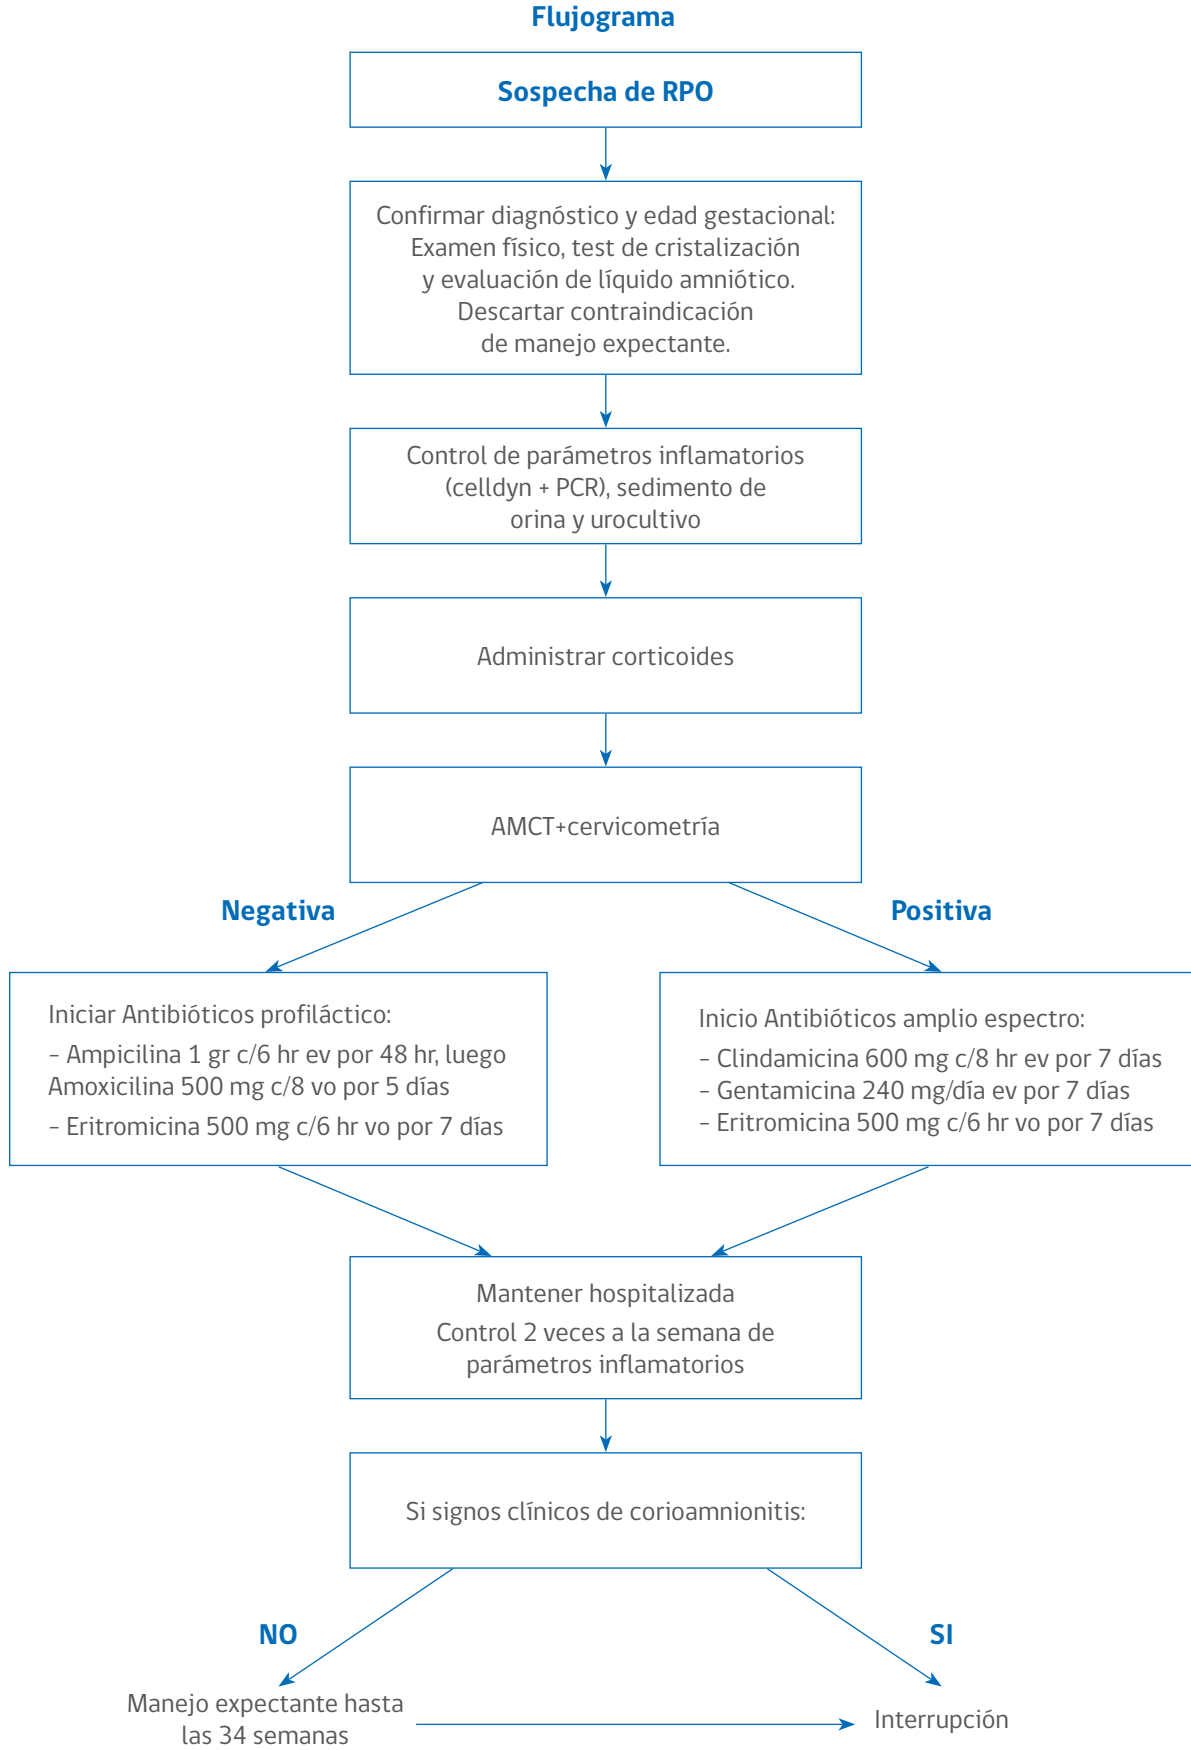 Flujograma
Sospecha de RPO
Confirmar diagnóstico y edad gestacional:
Examen físico, test de cristalización
y evaluación de líquido amniótico.
Descartar contraindicación
de manejo expectante.
Control de parámetros inflamatorios
(celldyn + PCR), sedimento de
orina y urocultivo
Administrar corticoides
AMCT+cervicometría
Negativa
Positiva
Iniciar Antibióticos profiláctico:
– Ampicilina 1 gr c/6 hr ev por 48 hr, luego
Amoxicilina 500 mg c/8 vo por 5 días
– Eritromicina 500 mg c/6 hr vo por 7 días
Inicio Antibióticos amplio espectro:
– Clindamicina 600 mg c/8 hr ev por 7 días
– Gentamicina 240 mg/día ev por 7 días
– Eritromicina 500 mg c/6 hr vo por 7 días
Mantener hospitalizada
Control 2 veces a la semana de
parámetros inflamatorios
Si signos clínicos de corioamnionitis:
NO
SI
Manejo expectante hasta
las 34 semanas
Interrupción